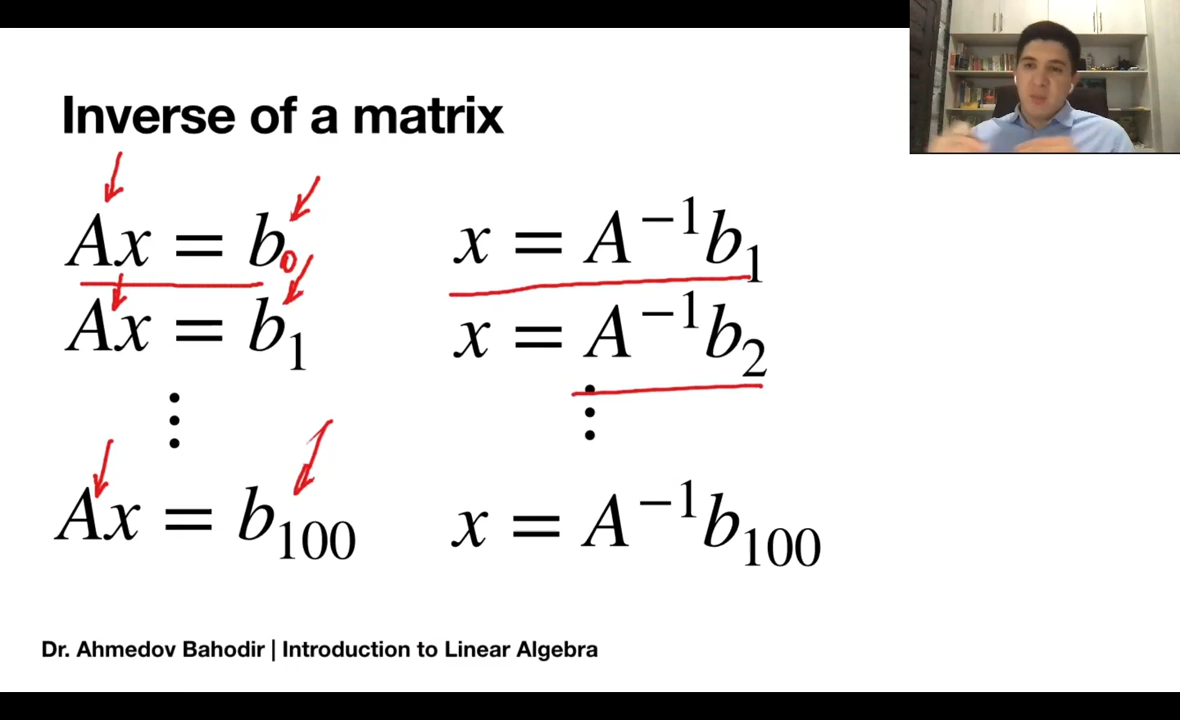 Inverse of a matrix
Ax = b₀
x = A⁻¹b₁
Ax = b₁
x = A⁻¹b₂
⋮
⋮
Ax = b₁₀₀
x = A⁻¹b₁₀₀
Dr. Ahmedov Bahodir | Introduction to Linear Algebra